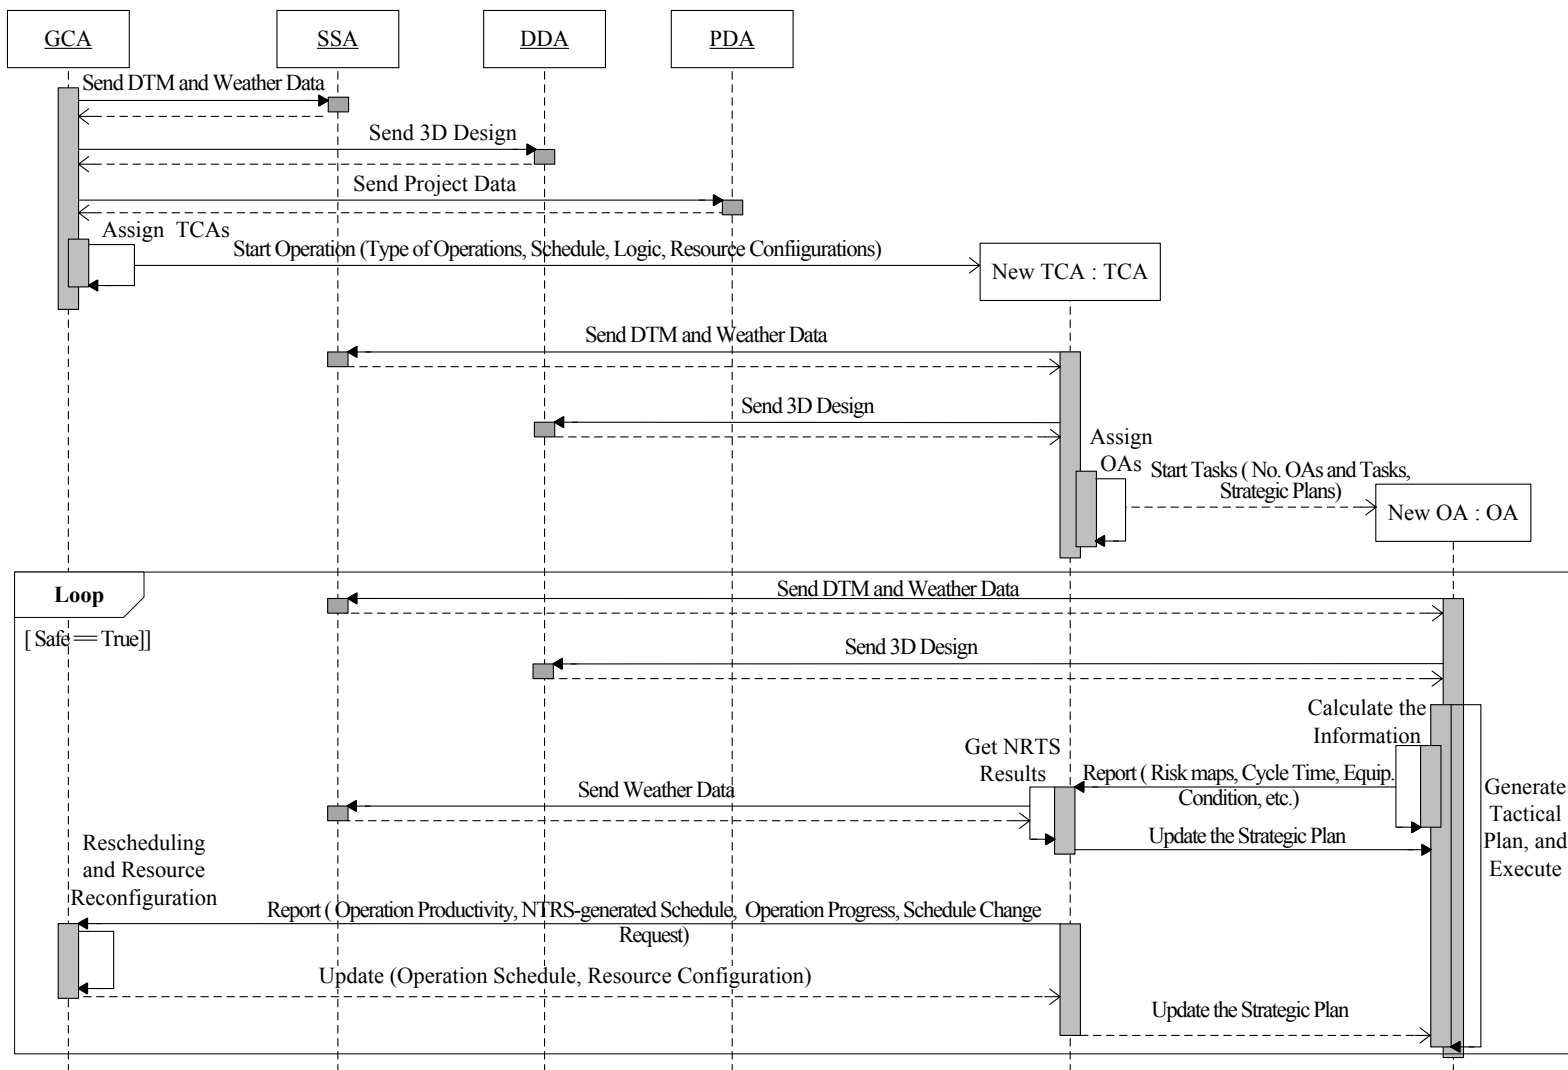 GCA
SSA
DDA
PDA
Send DTM and Weather Data
Send 3D Design
Send Project Data
Assign TCAs
Start Operation (Type of Operations, Schedule, Logic, Resource Confiigurations)
New TCA : TCA
Send DTM and Weather Data
Send 3D Design
Assign
OAs
Start Tasks ( No. OAs and Tasks,
Strategic Plans)
New OA : OA
Loop
[ Safe == True]]
Send DTM and Weather Data
Send 3D Design
Calculate the
Information
Get NRTS
Results
Report ( Risk maps, Cycle Time, Equip.
Condition, etc.)
Send Weather Data
Generate
Tactical
Plan, and
Execute
Update the Strategic Plan
Rescheduling
and Resource
Reconfiguration
Report ( Operation Productivity, NTRS-generated Schedule, Operation Progress, Schedule Change
Request)
Update (Operation Schedule, Resource Configuration)
Update the Strategic Plan